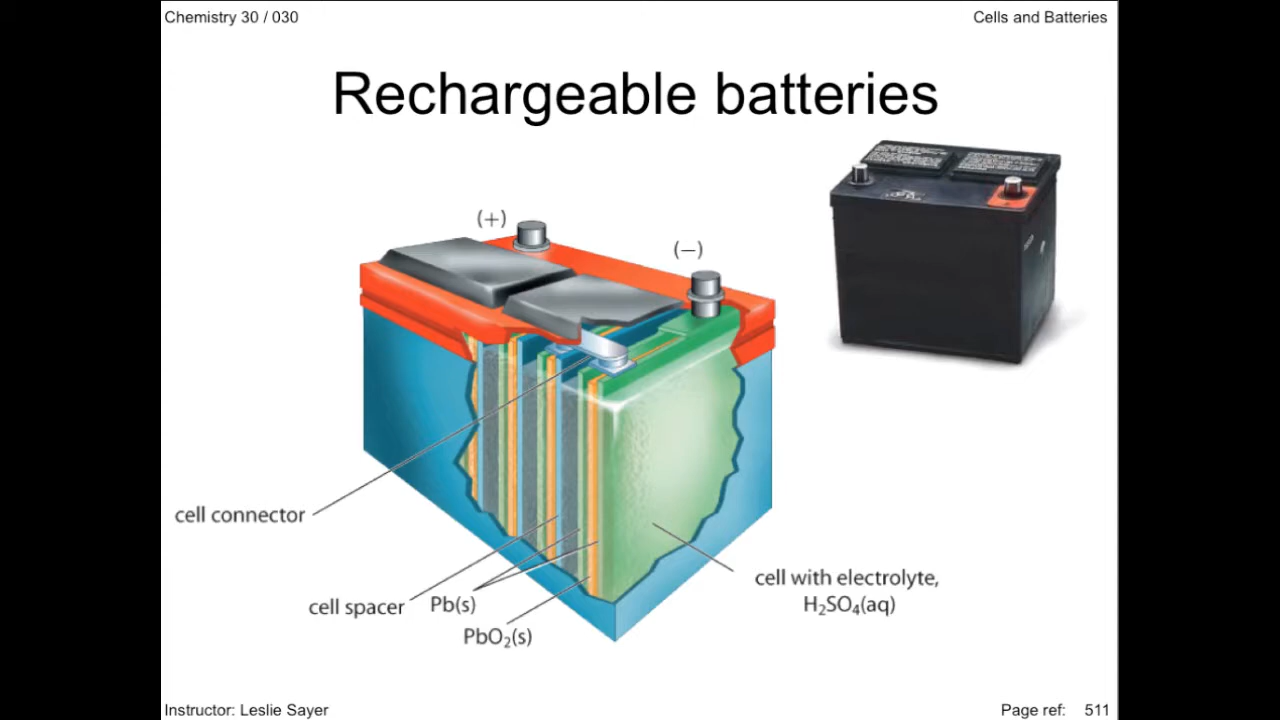 Chemistry 30 / 030
Cells and Batteries
Rechargeable batteries
(+)
(−)
cell connector
cell spacer
Pb(s)
PbO₂(s)
cell with electrolyte,
H₂SO₄(aq)
Instructor: Leslie Sayer
Page ref: 511